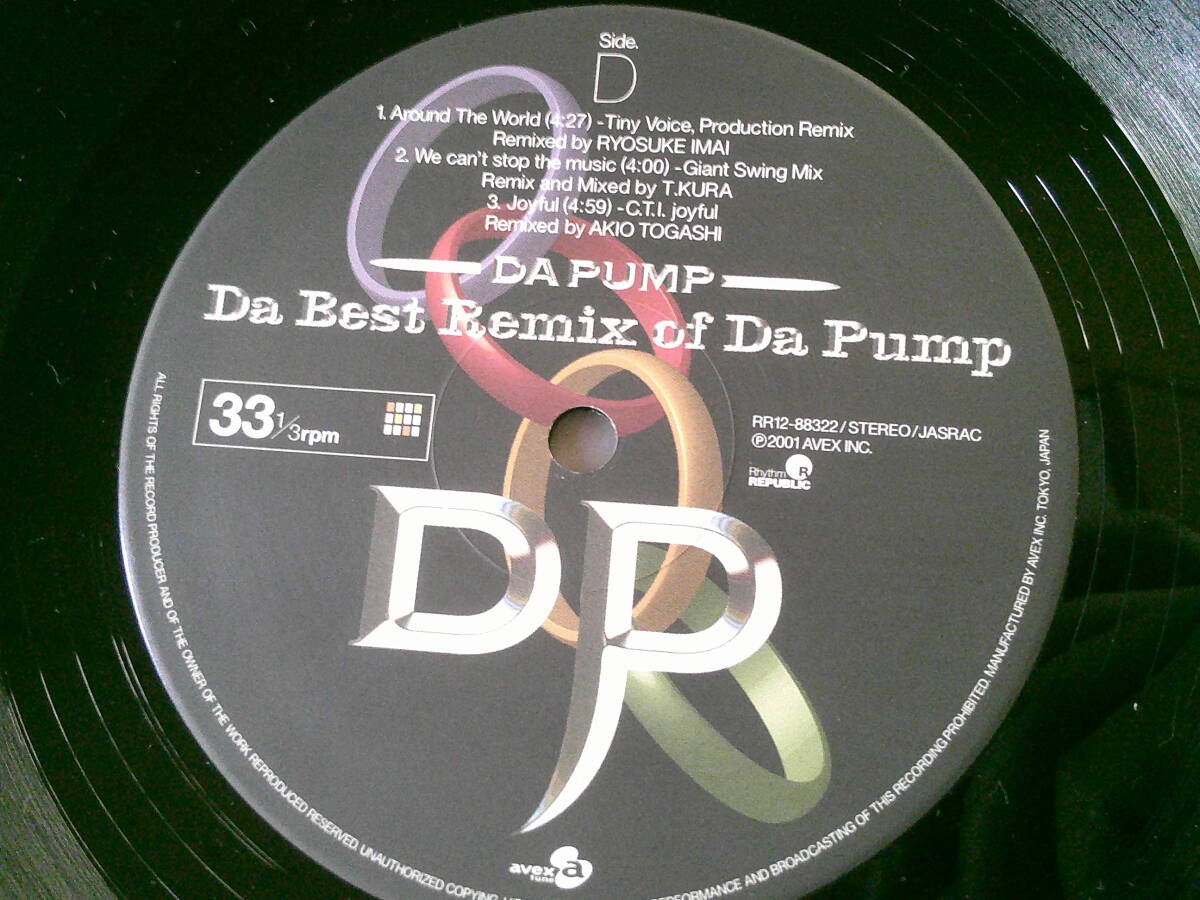 Side.
D
1. Around The World (4:27) -Tiny Voice, Production Remix
Remixed by RYOSUKE IMAI
2. We can't stop the music (4:00) -Giant Swing Mix
Remix and Mixed by T.KURA
3. Joyful (4:59) -C.T.I. joyful
Remixed by AKIO TOGASHI
DA PUMP
Da Best Remix of Da Pump
33 1/3rpm
RR12-88322/STEREO/JASRAC
℗2001 AVEX INC.
Rhythm R
REPUBLIC
DP
avex a
tune
ALL RIGHTS OF THE RECORD PRODUCER AND OF THE OWNER OF THE WORK REPRODUCED RESERVED. UNAUTHORIZED COPYING, PERFORMANCE AND BROADCASTING OF THIS RECORDING PROHIBITED. MANUFACTURED BY AVEX INC. TOKYO, JAPAN